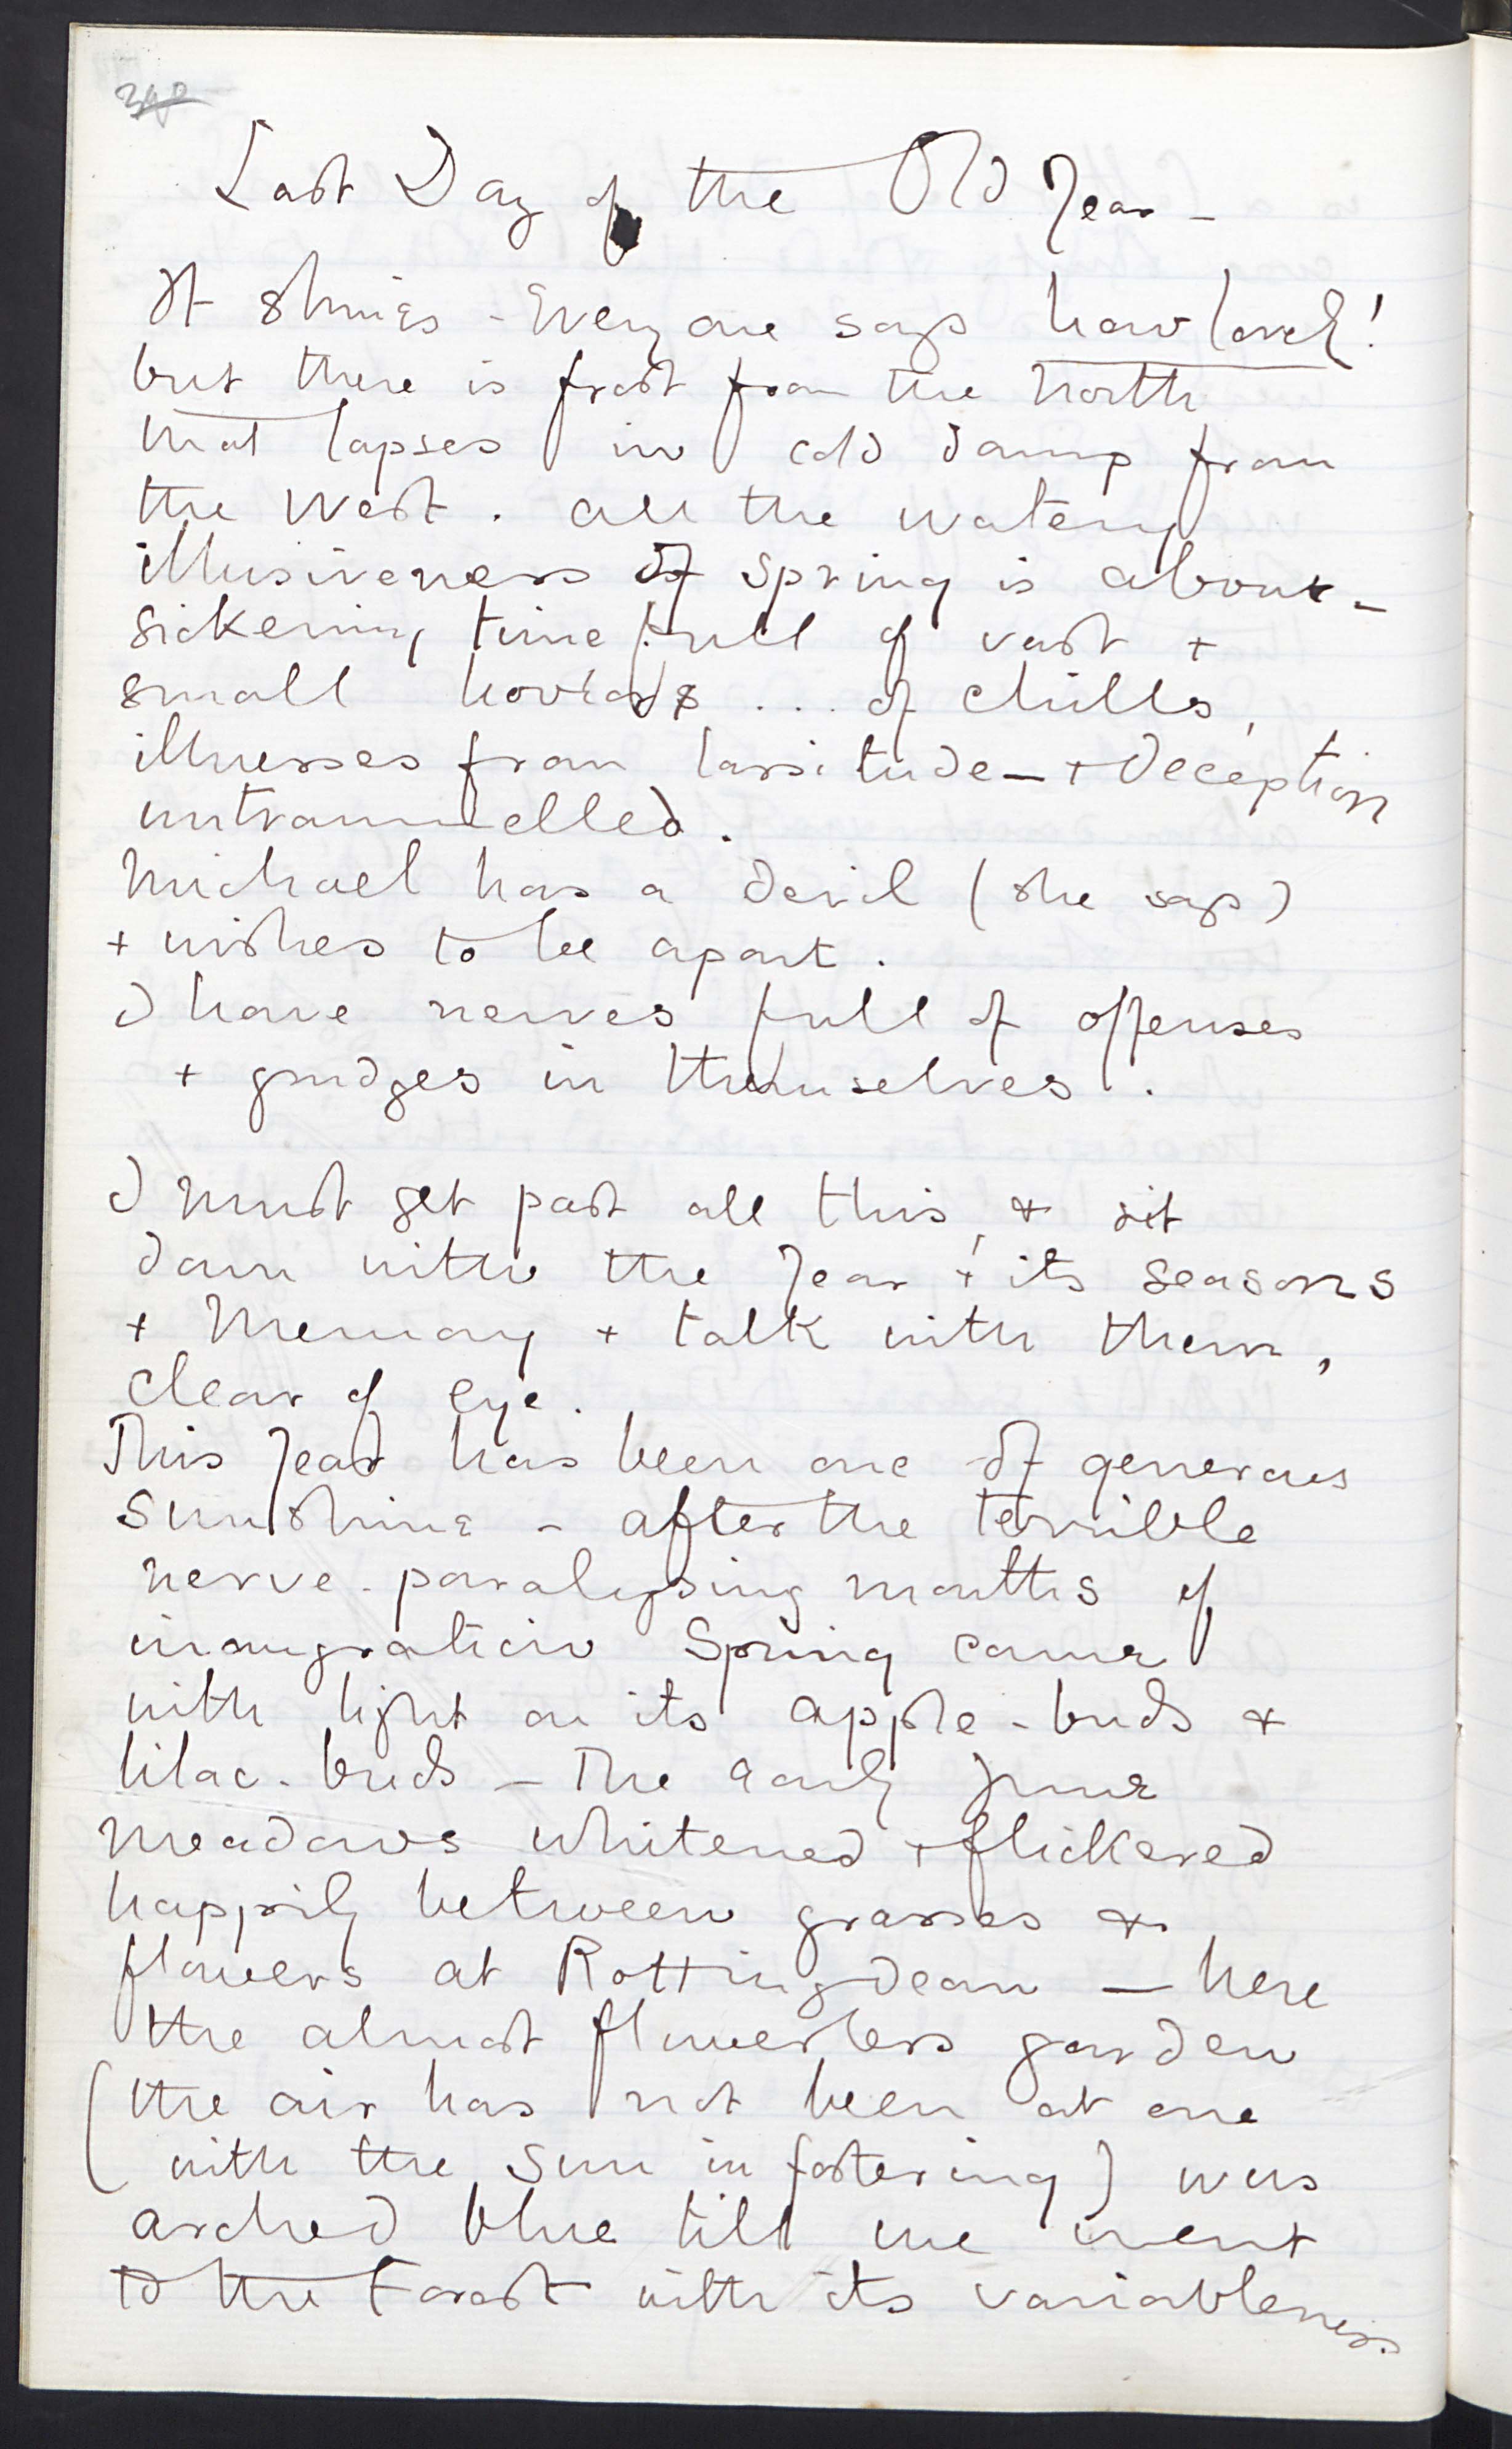 Last Day of the Old Year -
It shines - Every one says how lovely!
but there is frost from the North
that lapses in cold damp from
the West. All the watery
illusiveness of Spring is about -
sickening time full of vast +
small horrors ... of chills,
illnesses from lassitude - + deception
untrammelled.
Michael has a devil (she says)
+ wishes to be apart.
I have nerves full of offenses
+ grudges in themselves.
I must get past all this, & sit
down with the Year + its seasons
+ Memory + talk with them,
clear of eye.
This Year has been one of generous
sunshine - after the terrible
nerve-paralysing months of
inauguration Spring came
with light on its apple-buds &
lilac-buds - The early June
meadows whitened + flickered
happily between grasses &
flowers at Rottingdean - here
the almost flowerless garden
(the air has not been at one
with the Sun in fostering) was
arched blue till we went
to the Forest with its variableness